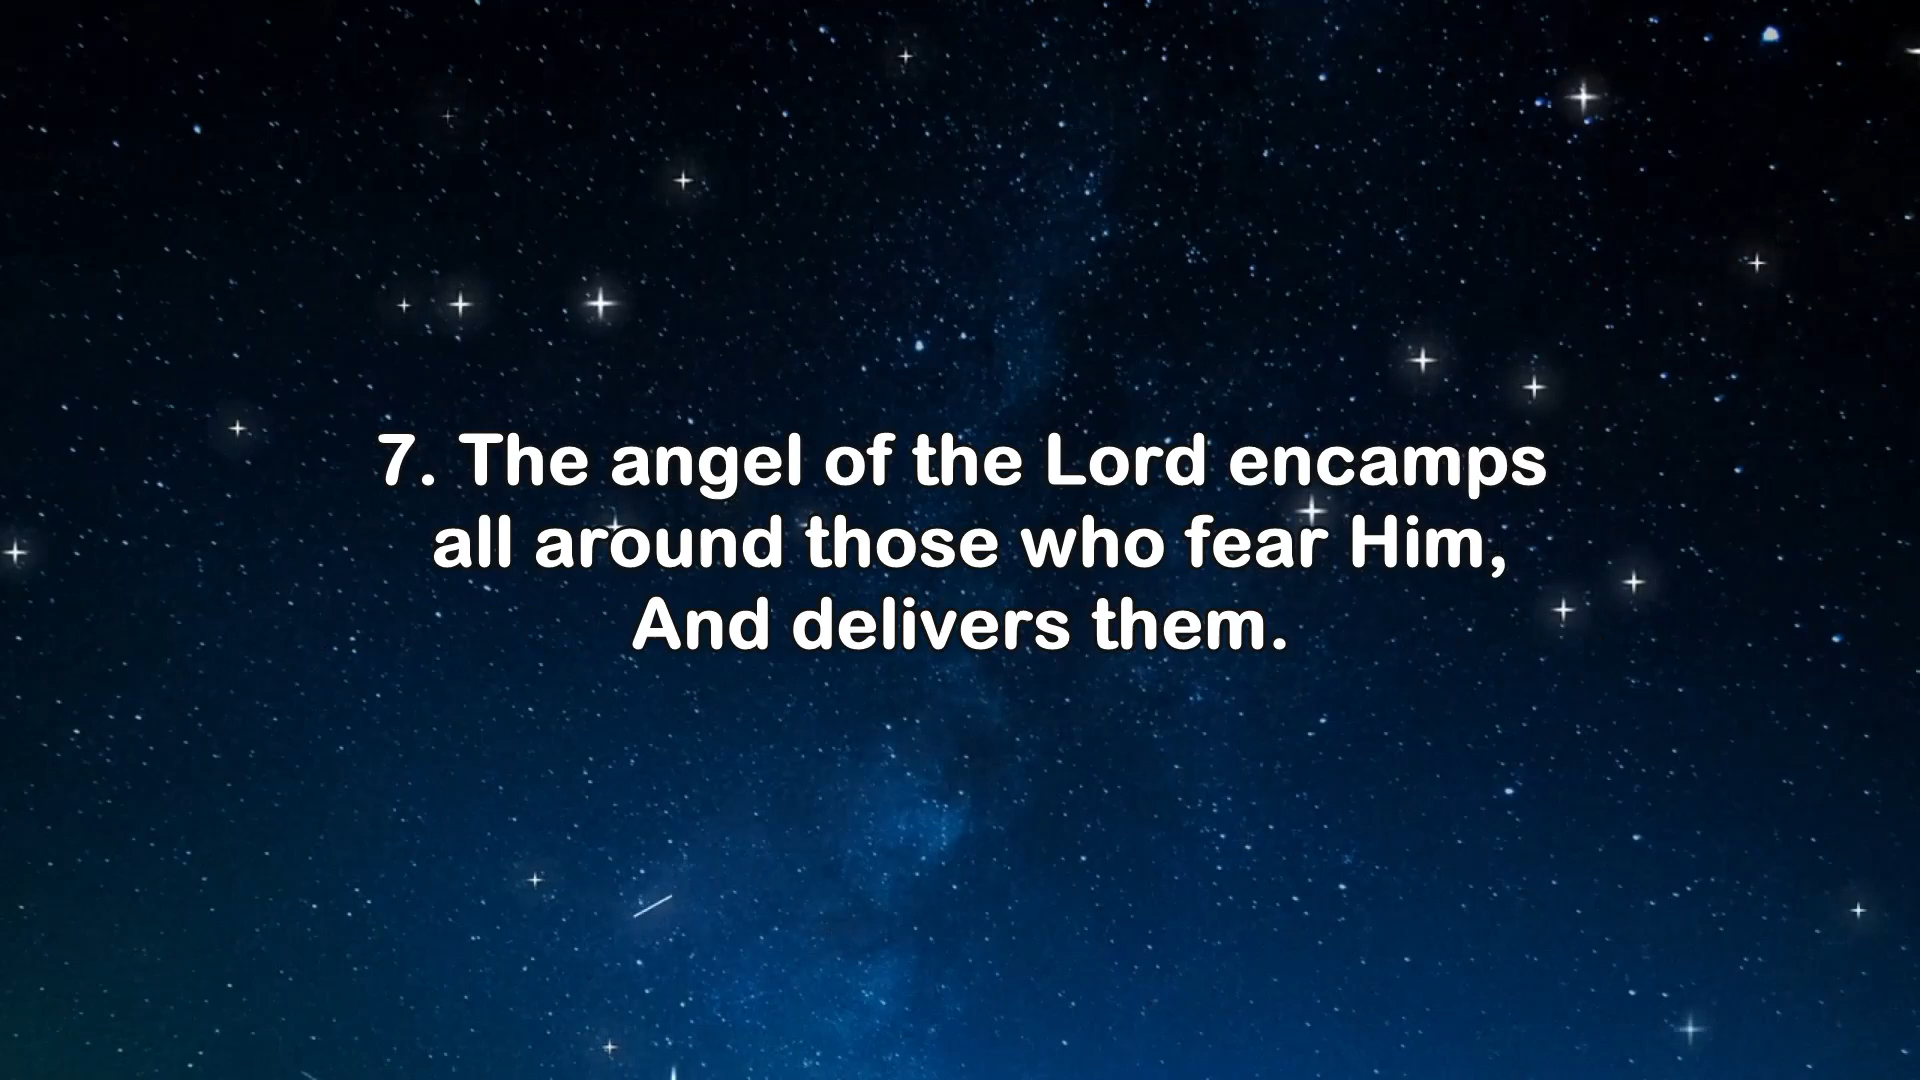 7. The angel of the Lord encamps
all around those who fear Him,
And delivers them.